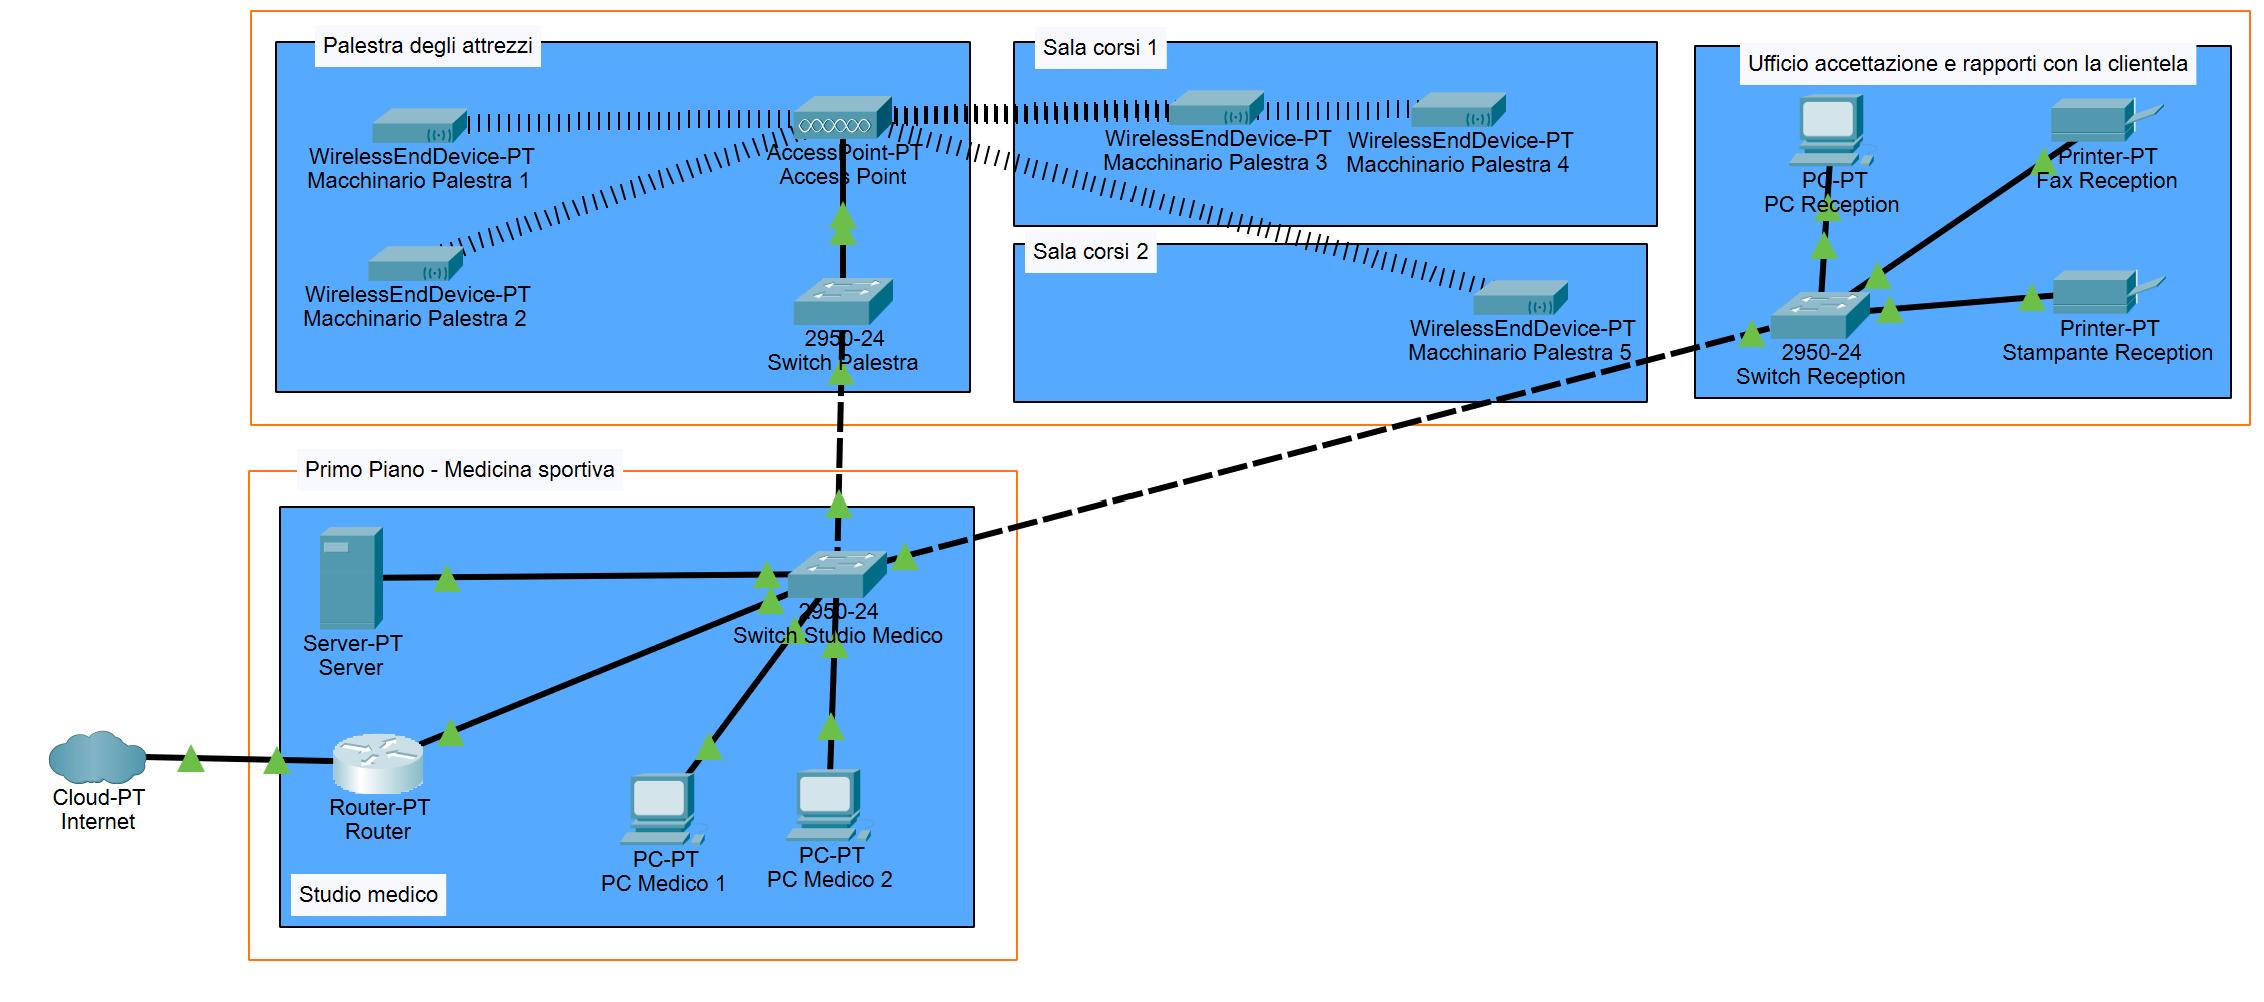 Palestra degli attrezzi
WirelessEndDevice-PT
Macchinario Palestra 1
AccessPoint-PT
Access Point
WirelessEndDevice-PT
Macchinario Palestra 2
2950-24
Switch Palestra
Sala corsi 1
WirelessEndDevice-PT
Macchinario Palestra 3
WirelessEndDevice-PT
Macchinario Palestra 4
Sala corsi 2
WirelessEndDevice-PT
Macchinario Palestra 5
Ufficio accettazione e rapporti con la clientela
PC-PT
PC Reception
Printer-PT
Fax Reception
Printer-PT
Stampante Reception
2950-24
Switch Reception
Primo Piano - Medicina sportiva
Server-PT
Server
2950-24
Switch Studio Medico
Cloud-PT
Internet
Router-PT
Router
PC-PT
PC Medico 1
PC-PT
PC Medico 2
Studio medico